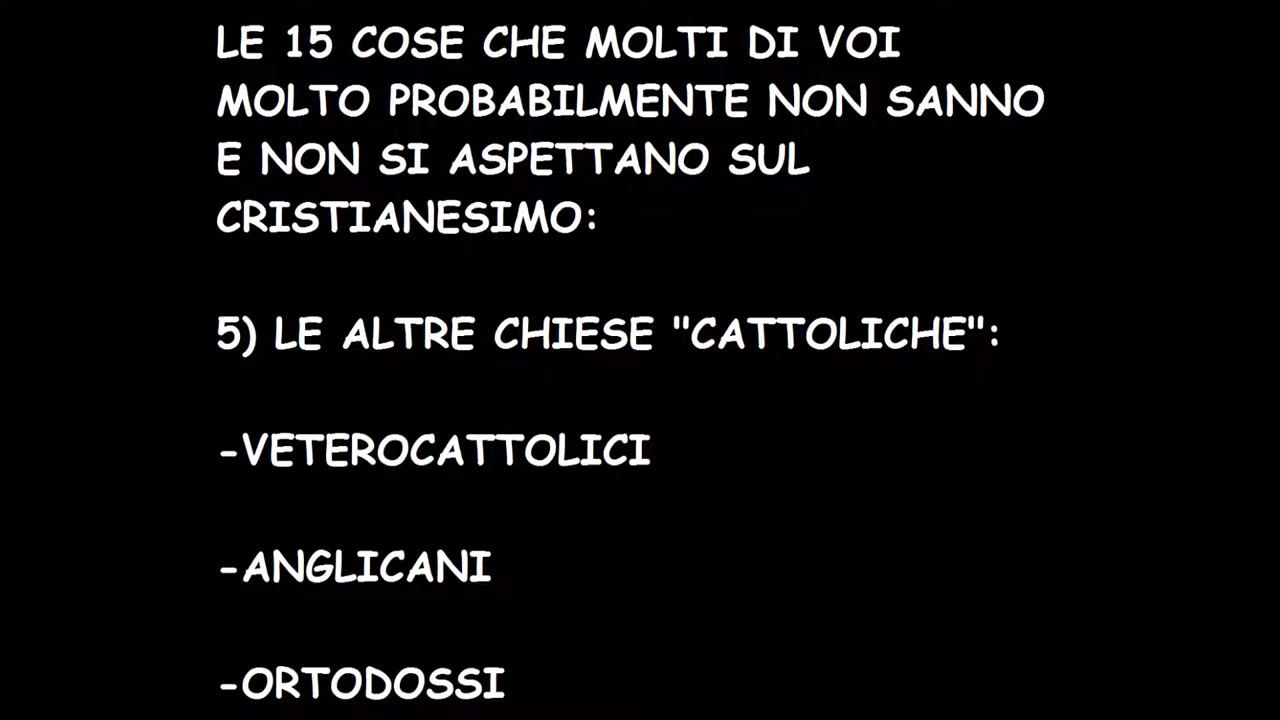 LE 15 COSE CHE MOLTI DI VOI
MOLTO PROBABILMENTE NON SANNO
E NON SI ASPETTANO SUL
CRISTIANESIMO:
5) LE ALTRE CHIESE "CATTOLICHE":
-VETEROCATTOLICI
-ANGLICANI
-ORTODOSSI